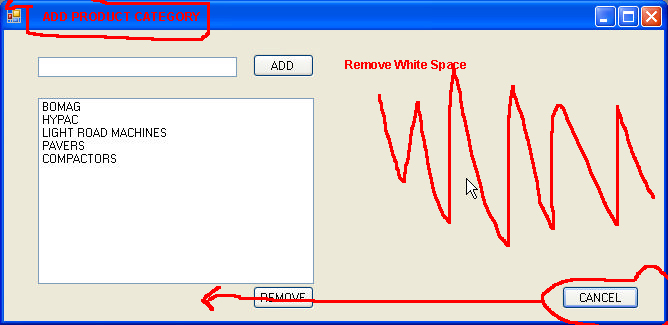 ADD PRODUCT CATEGORY
ADD
Remove White Space
BOMAG
HYPAC
LIGHT ROAD MACHINES
PAVERS
COMPACTORS
REMOVE
CANCEL